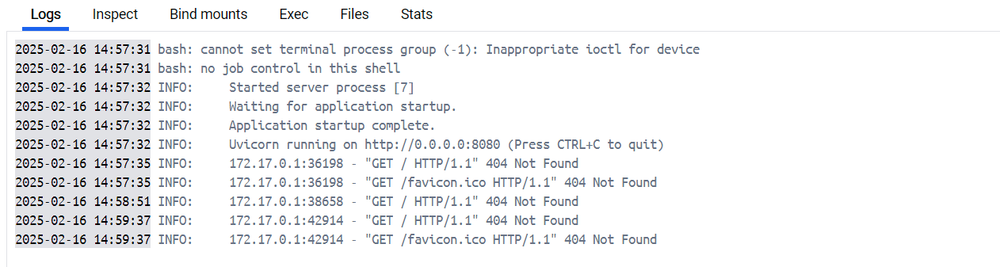 Logs Inspect Bind mounts Exec Files Stats
2025-02-16 14:57:31 bash: cannot set terminal process group (-1): Inappropriate ioctl for device
2025-02-16 14:57:31 bash: no job control in this shell
2025-02-16 14:57:32 INFO:     Started server process [7]
2025-02-16 14:57:32 INFO:     Waiting for application startup.
2025-02-16 14:57:32 INFO:     Application startup complete.
2025-02-16 14:57:32 INFO:     Uvicorn running on http://0.0.0.0:8080 (Press CTRL+C to quit)
2025-02-16 14:57:35 INFO:     172.17.0.1:36198 - "GET / HTTP/1.1" 404 Not Found
2025-02-16 14:57:35 INFO:     172.17.0.1:36198 - "GET /favicon.ico HTTP/1.1" 404 Not Found
2025-02-16 14:58:51 INFO:     172.17.0.1:38658 - "GET / HTTP/1.1" 404 Not Found
2025-02-16 14:59:37 INFO:     172.17.0.1:42914 - "GET / HTTP/1.1" 404 Not Found
2025-02-16 14:59:37 INFO:     172.17.0.1:42914 - "GET /favicon.ico HTTP/1.1" 404 Not Found